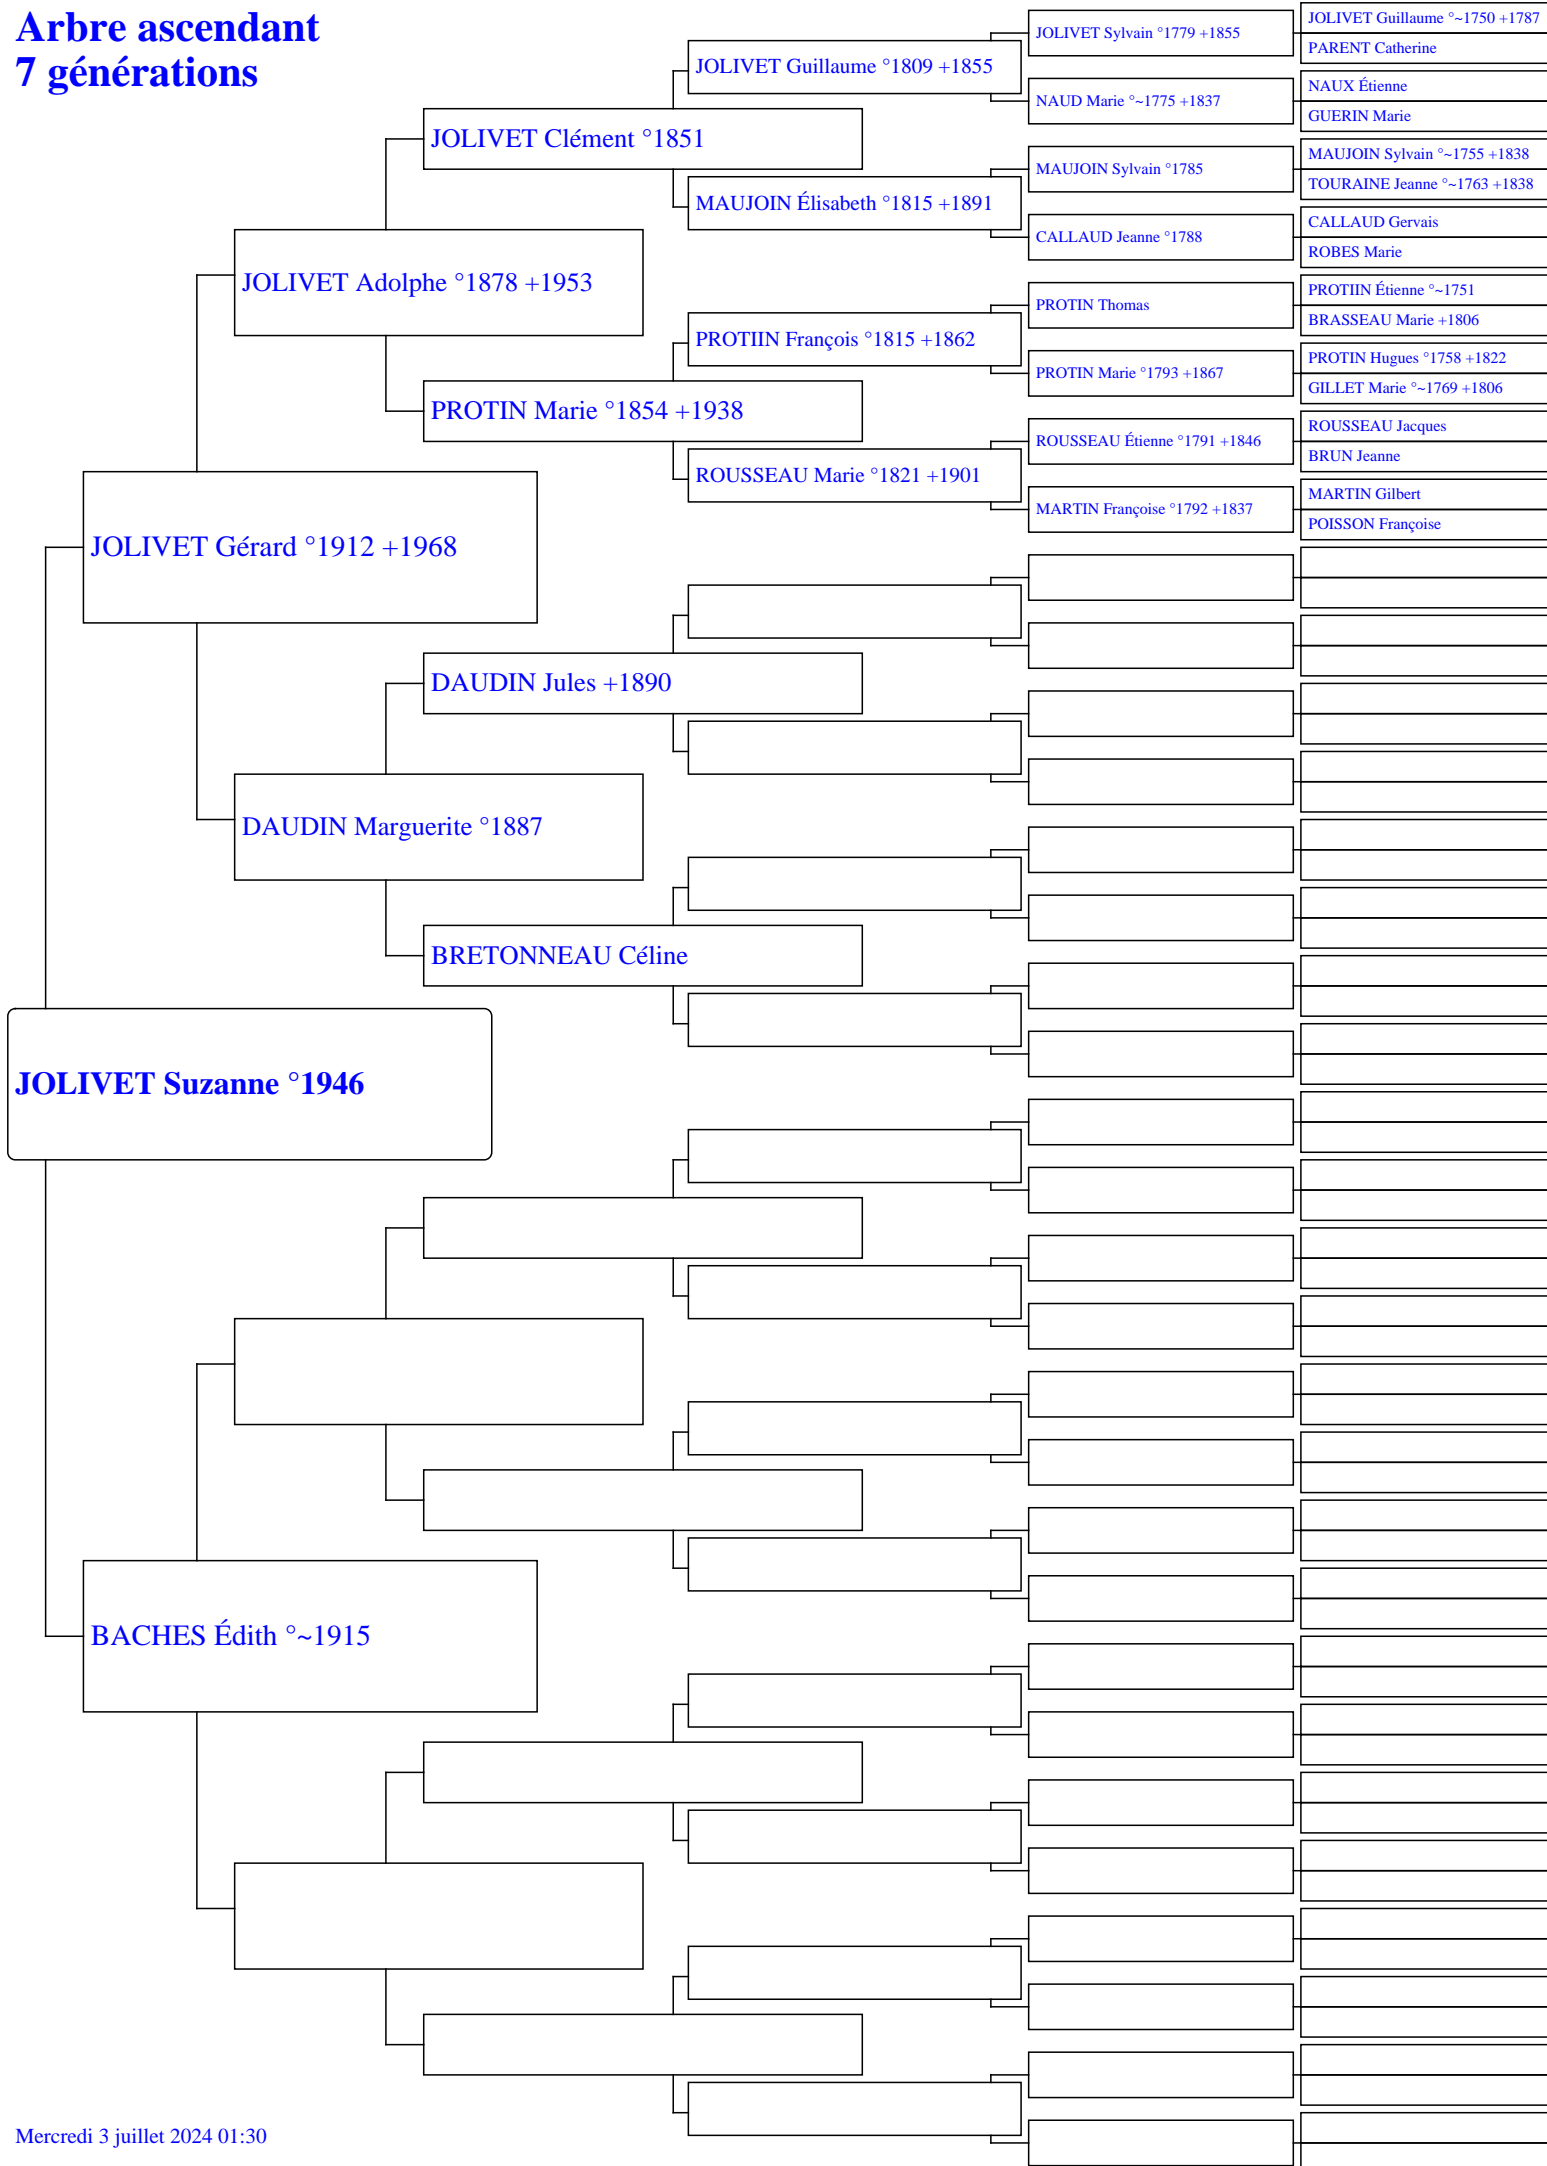 Arbre ascendant
7 générations
JOLIVET Suzanne °1946
JOLIVET Gérard °1912 +1968
BACHES Édith °~1915
JOLIVET Adolphe °1878 +1953
DAUDIN Marguerite °1887
JOLIVET Clément °1851
PROTIN Marie °1854 +1938
DAUDIN Jules +1890
BRETONNEAU Céline
JOLIVET Guillaume °1809 +1855
MAUJOIN Élisabeth °1815 +1891
PROTIIN François °1815 +1862
ROUSSEAU Marie °1821 +1901
JOLIVET Sylvain °1779 +1855
NAUD Marie °~1775 +1837
MAUJOIN Sylvain °1785
CALLAUD Jeanne °1788
PROTIN Thomas
PROTIN Marie °1793 +1867
ROUSSEAU Étienne °1791 +1846
MARTIN Françoise °1792 +1837
JOLIVET Guillaume °~1750 +1787
PARENT Catherine
NAUX Étienne
GUERIN Marie
MAUJOIN Sylvain °~1755 +1838
TOURAINE Jeanne °~1763 +1838
CALLAUD Gervais
ROBES Marie
PROTIIN Étienne °~1751
BRASSEAU Marie +1806
PROTIN Hugues °1758 +1822
GILLET Marie °~1769 +1806
ROUSSEAU Jacques
BRUN Jeanne
MARTIN Gilbert
POISSON Françoise
Mercredi 3 juillet 2024 01:30